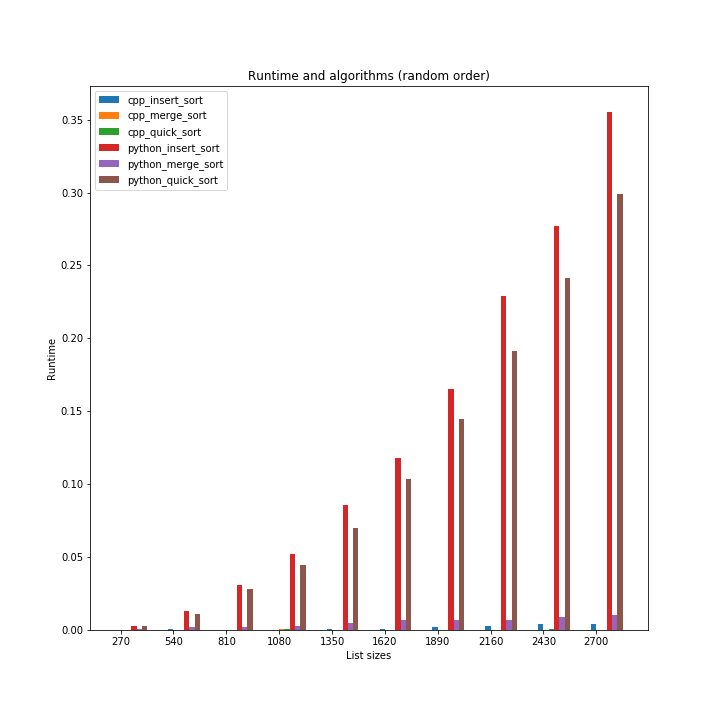 Runtime and algorithms (random order)
cpp_insert_sort
cpp_merge_sort
cpp_quick_sort
python_insert_sort
python_merge_sort
python_quick_sort
0.35
0.30
0.25
0.20
0.15
0.10
0.05
0.00
Runtime
270 540 810 1080 1350 1620 1890 2160 2430 2700
List sizes